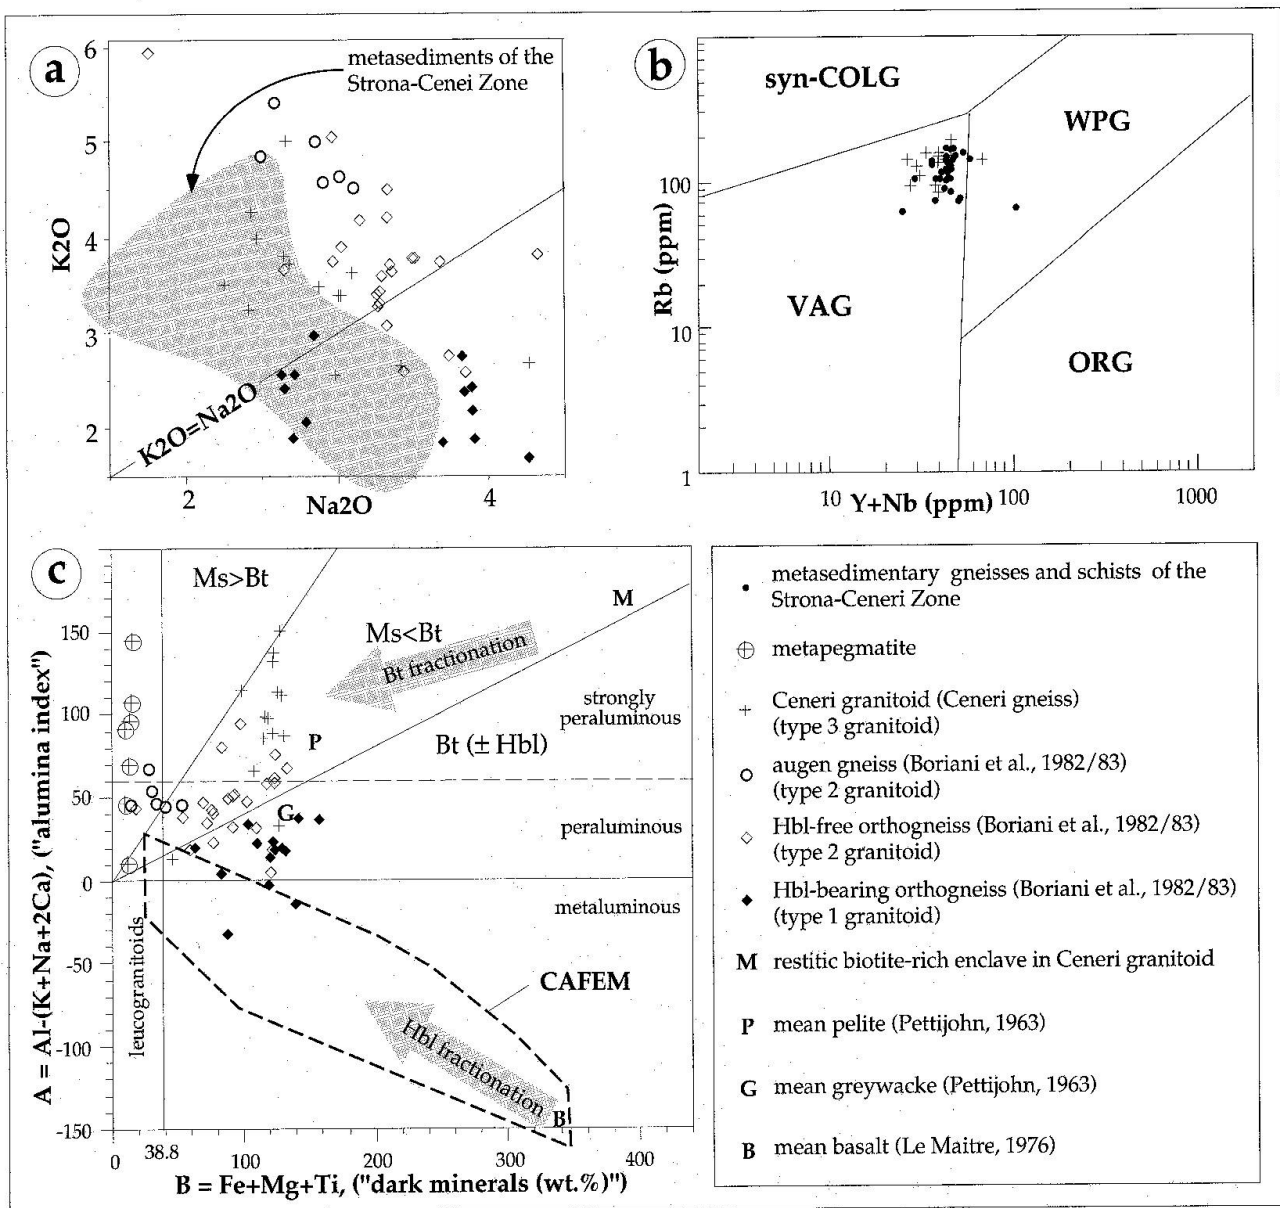 a
metasediments of the
Strona-Cenei Zone
6
5
4
3
2
K2O
K2O=Na2O
2
4
Na2O
b
syn-COLG
WPG
VAG
ORG
100
10
1
Rb (ppm)
10
100
1000
Y+Nb (ppm)
c
Ms>Bt
M
Ms<Bt
Bt fractionation
strongly
peraluminous
P
Bt (± Hbl)
G
peraluminous
metaluminous
leucogranitoids
CAFEM
Hbl fractionation
B
150
100
50
0
-50
-100
-150
A = Al-(K+Na+2Ca), ("alumina index")
0
38.8
100
200
300
400
B = Fe+Mg+Ti, ("dark minerals (wt.%)")
metasedimentary gneisses and schists of the
Strona-Ceneri Zone
metapegmatite
Ceneri granitoid (Ceneri gneiss)
(type 3 granitoid)
augen gneiss (Boriani et al., 1982/83)
(type 2 granitoid)
Hbl-free orthogneiss (Boriani et al., 1982/83)
(type 2 granitoid)
Hbl-bearing orthogneiss (Boriani et al., 1982/83)
(type 1 granitoid)
M restitic biotite-rich enclave in Ceneri granitoid
P mean pelite (Pettijohn, 1963)
G mean greywacke (Pettijohn, 1963)
B mean basalt (Le Maitre, 1976)